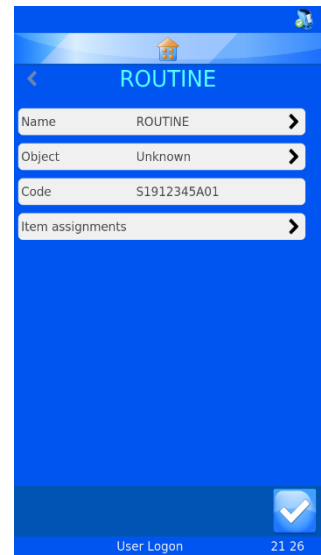 ROUTINE
Name ROUTINE
Object Unknown
Code S1912345A01
Item assignments
User Logon 21 26